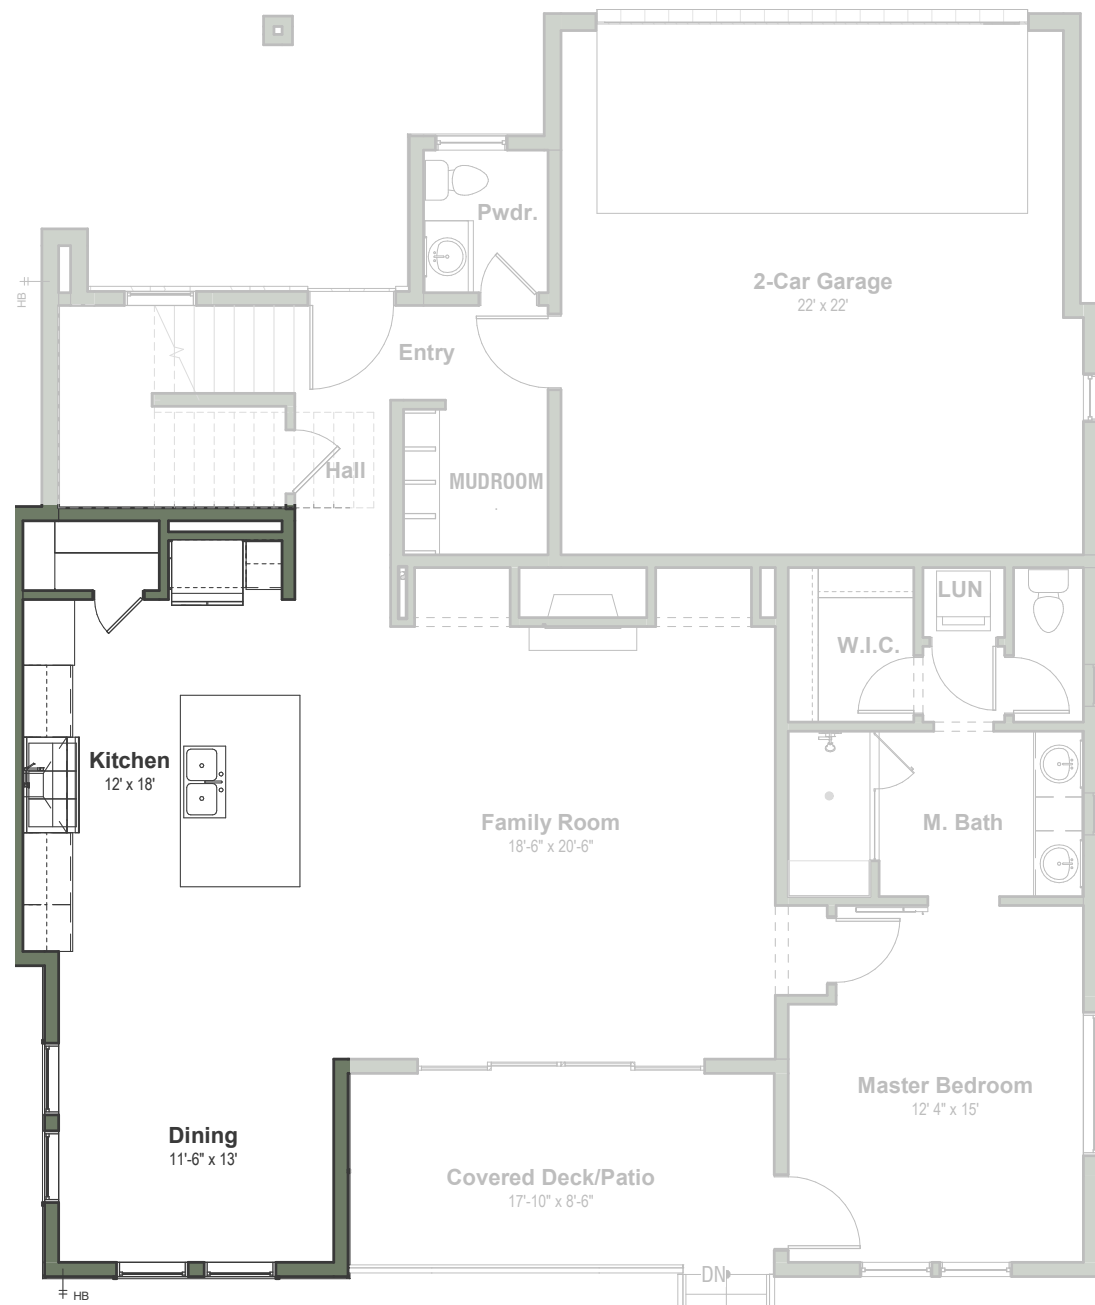 Pwdr.
2-Car Garage
22' x 22'
HB
Entry
Hall
MUDROOM
LUN
W.I.C.
Kitchen
12' x 18'
Family Room
18'-6" x 20'-6"
M. Bath
Master Bedroom
12' 4" x 15'
Dining
11'-6" x 13'
Covered Deck/Patio
17'-10" x 8'-6"
DN
HB